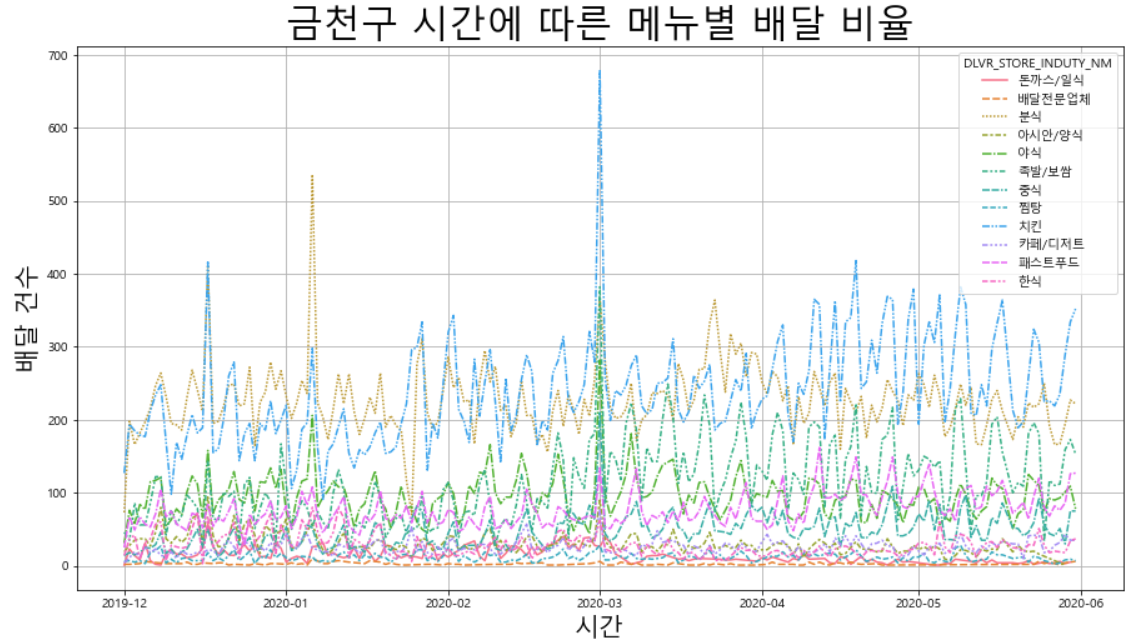 금천구 시간에 따른 메뉴별 배달 비율
700
600
500
400
300
200
100
0
배달 건수
DLVR_STORE_INDUTY_NM
돈까스/일식
배달전문업체
분식
아시안/양식
야식
족발/보쌈
중식
찜탕
치킨
카페/디저트
패스트푸드
한식
2019-12
2020-01
2020-02
2020-03
2020-04
2020-05
2020-06
시간